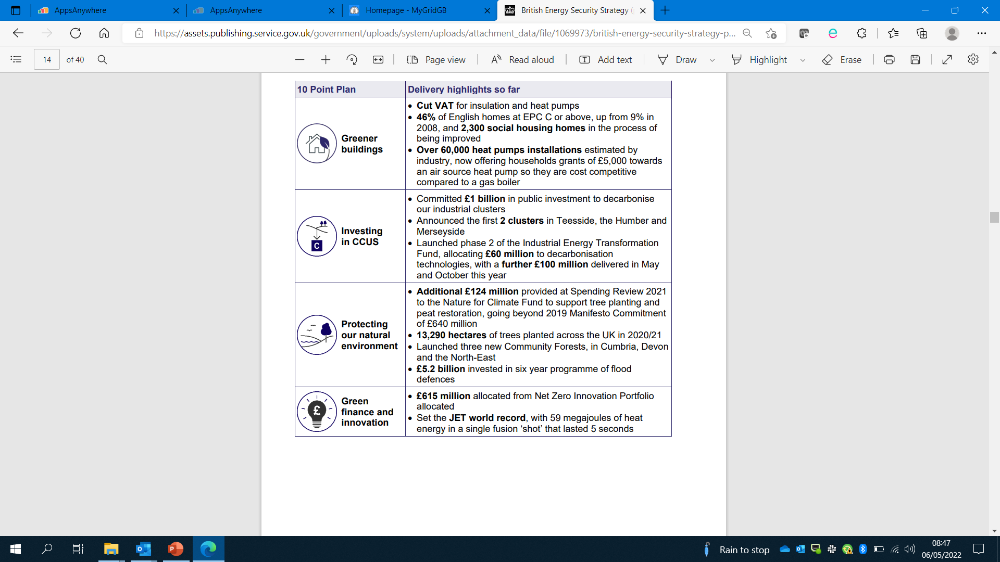 AppsAnywhere
AppsAnywhere
Homepage - MyGridGB
British Energy Security Strategy (
https://assets.publishing.service.gov.uk/government/uploads/system/uploads/attachment_data/file/1069973/british-energy-security-strategy-p...
14 of 40
Page view
Read aloud
Add text
Draw
Highlight
Erase
10 Point Plan
Delivery highlights so far
Greener
buildings
• Cut VAT for insulation and heat pumps
• 46% of English homes at EPC C or above, up from 9% in
2008, and 2,300 social housing homes in the process of
being improved
• Over 60,000 heat pumps installations estimated by
industry, now offering households grants of £5,000 towards
an air source heat pump so they are cost competitive
compared to a gas boiler
C
Investing
in CCUS
• Committed £1 billion in public investment to decarbonise
our industrial clusters
• Announced the first 2 clusters in Teesside, the Humber and
Merseyside
• Launched phase 2 of the Industrial Energy Transformation
Fund, allocating £60 million to decarbonisation
technologies, with a further £100 million delivered in May
and October this year
Protecting
our natural
environment
• Additional £124 million provided at Spending Review 2021
to the Nature for Climate Fund to support tree planting and
peat restoration, going beyond 2019 Manifesto Commitment
of £640 million
• 13,290 hectares of trees planted across the UK in 2020/21
• Launched three new Community Forests, in Cumbria, Devon
and the North-East
• £5.2 billion invested in six year programme of flood
defences
£
Green
finance and
innovation
• £615 million allocated from Net Zero Innovation Portfolio
allocated
• Set the JET world record, with 59 megajoules of heat
energy in a single fusion ‘shot’ that lasted 5 seconds
Rain to stop
08:47
06/05/2022